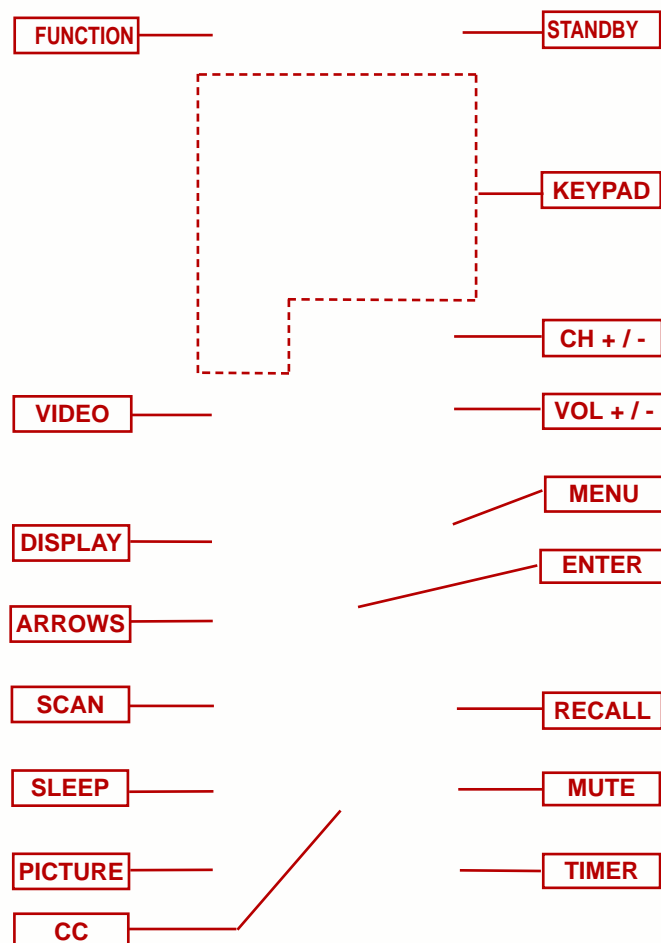 FUNCTION
STANDBY
KEYPAD
CH + / -
VIDEO
VOL + / -
MENU
DISPLAY
ENTER
ARROWS
SCAN
RECALL
SLEEP
MUTE
PICTURE
TIMER
CC